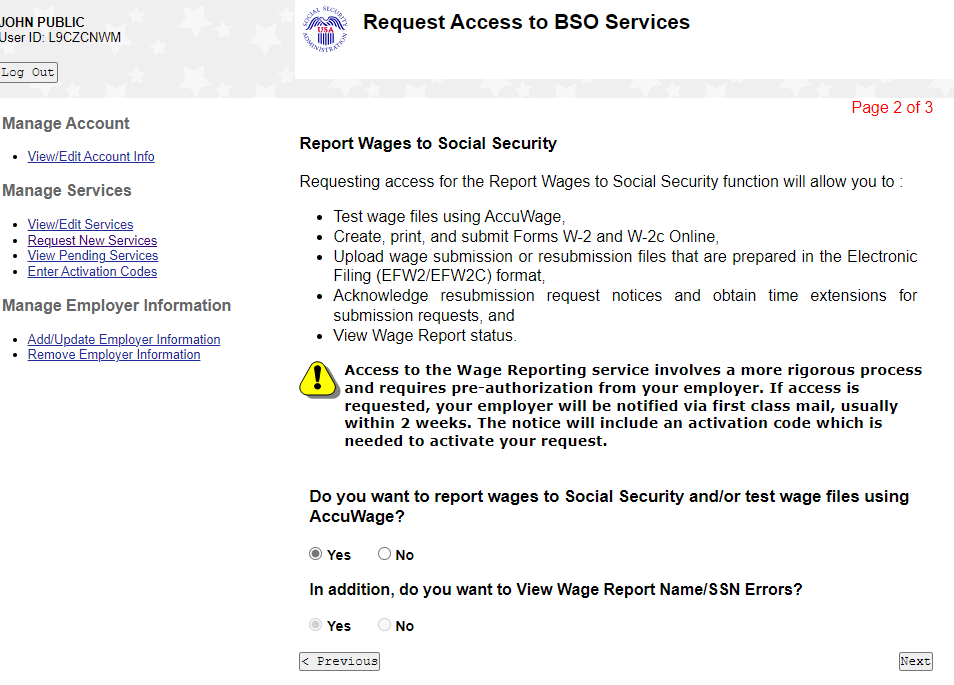 JOHN PUBLIC
User ID: L9CZCNWM
Log Out
SOCIAL SECURITY
USA
ADMINISTRATION
Request Access to BSO Services
Page 2 of 3
Manage Account
View/Edit Account Info
Manage Services
View/Edit Services
Request New Services
View Pending Services
Enter Activation Codes
Manage Employer Information
Add/Update Employer Information
Remove Employer Information
Report Wages to Social Security
Requesting access for the Report Wages to Social Security function will allow you to :
Test wage files using AccuWage,
Create, print, and submit Forms W-2 and W-2c Online,
Upload wage submission or resubmission files that are prepared in the Electronic
Filing (EFW2/EFW2C) format,
Acknowledge resubmission request notices and obtain time extensions for
submission requests, and
View Wage Report status.
Access to the Wage Reporting service involves a more rigorous process
and requires pre-authorization from your employer. If access is
requested, your employer will be notified via first class mail, usually
within 2 weeks. The notice will include an activation code which is
needed to activate your request.
Do you want to report wages to Social Security and/or test wage files using
AccuWage?
Yes No
In addition, do you want to View Wage Report Name/SSN Errors?
Yes No
< Previous Next